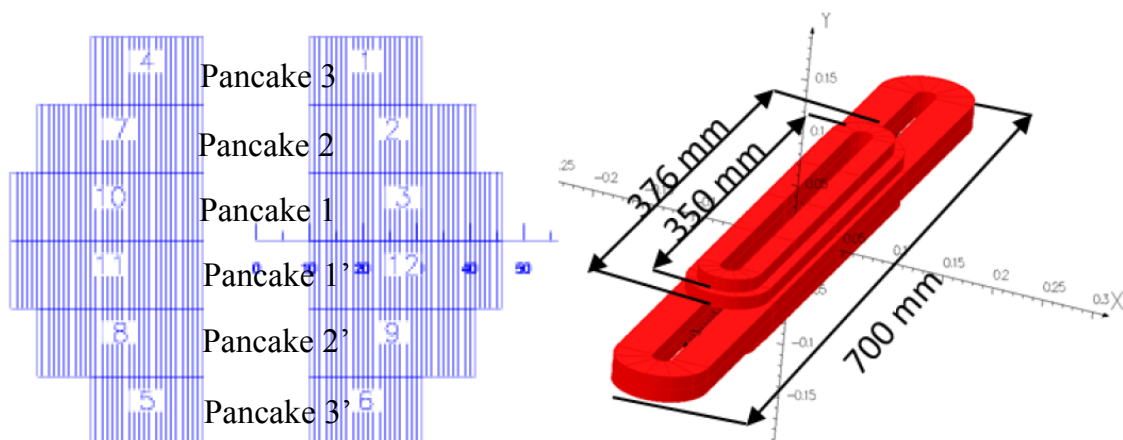 4 Pancake 3 1
7 Pancake 2 2
10 Pancake 1 3
0 10 20 30 40 50
11 Pancake 1’ 12
8 Pancake 2’ 9
5 Pancake 3’ 6
Y
0.15
0.1
0.05
376 mm
350 mm
700 mm
.25
-0.2
0.05
0.1
0.15
0.2
0.25
0.3
X
-0.1
-0.15